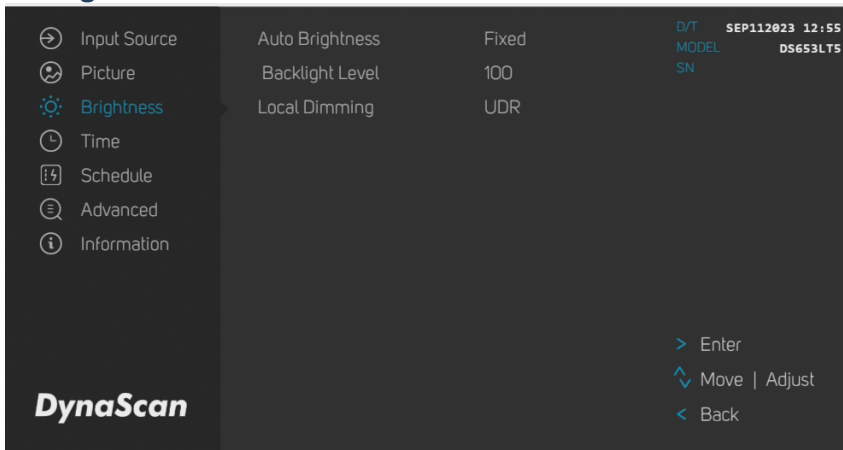 Input Source
Picture
Brightness
Time
Schedule
Advanced
Information
DynaScan
Auto Brightness Fixed
Backlight Level 100
Local Dimming UDR
D/T SEP112023 12:55
MODEL DS653LT5
SN
> Enter
Move | Adjust
< Back